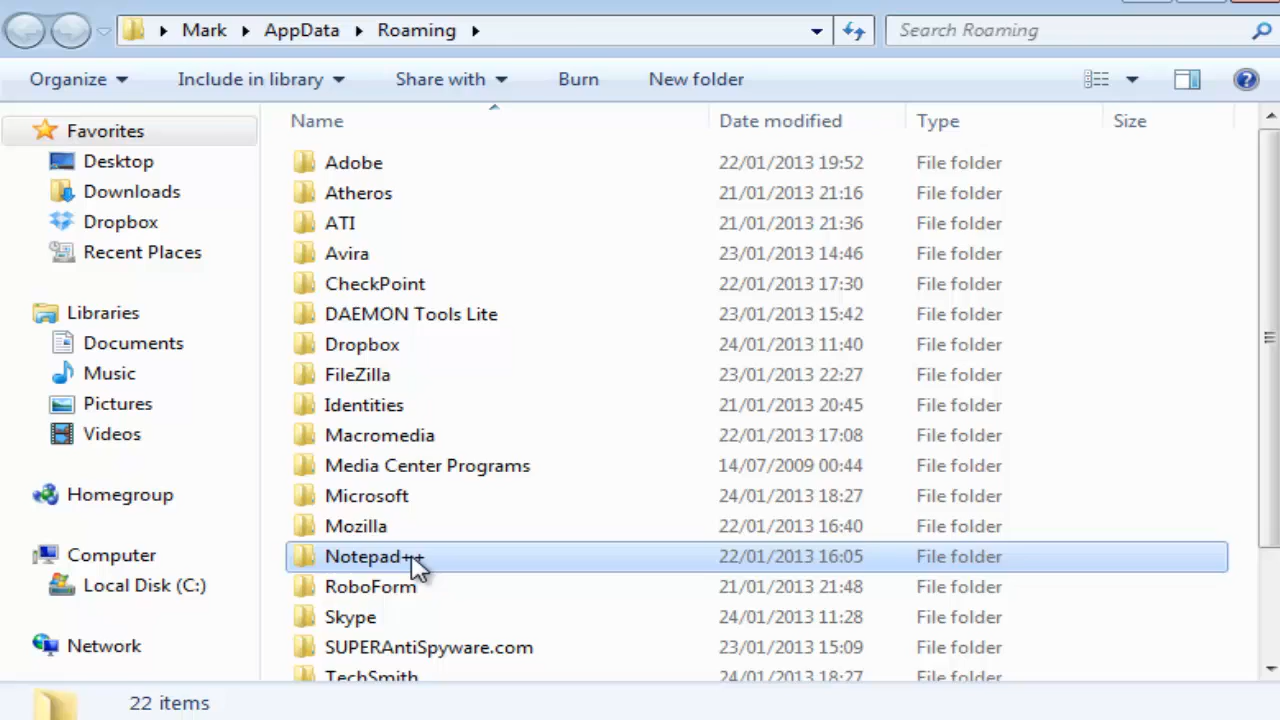 Mark AppData Roaming Search Roaming
Organize Include in library Share with Burn New folder
Name Date modified Type Size
Favorites
Desktop
Downloads
Dropbox
Recent Places
Libraries
Documents
Music
Pictures
Videos
Homegroup
Computer
Local Disk (C:)
Network
Adobe 22/01/2013 19:52 File folder
Atheros 21/01/2013 21:16 File folder
ATI 21/01/2013 21:36 File folder
Avira 23/01/2013 14:46 File folder
CheckPoint 22/01/2013 17:30 File folder
DAEMON Tools Lite 23/01/2013 15:42 File folder
Dropbox 24/01/2013 11:40 File folder
FileZilla 23/01/2013 22:27 File folder
Identities 21/01/2013 20:45 File folder
Macromedia 22/01/2013 17:08 File folder
Media Center Programs 14/07/2009 00:44 File folder
Microsoft 24/01/2013 18:27 File folder
Mozilla 22/01/2013 16:40 File folder
Notepad++ 22/01/2013 16:05 File folder
RoboForm 21/01/2013 21:48 File folder
Skype 24/01/2013 11:28 File folder
SUPERAntiSpyware.com 23/01/2013 15:09 File folder
TechSmith 24/01/2013 18:27 File folder
22 items